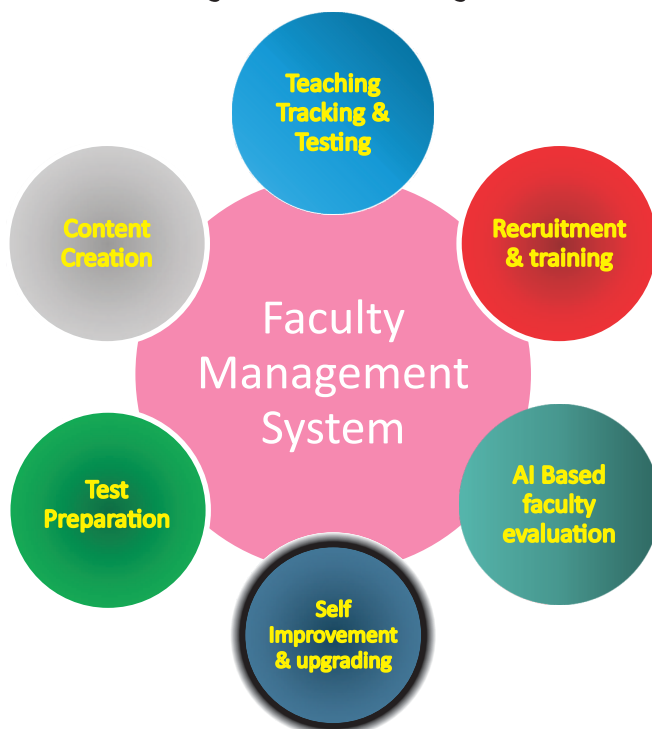 Teaching
Tracking &
Testing
Recruitment
& training
Content
Creation
Faculty
Management
System
AI Based
faculty
evaluation
Test
Preparation
Self
Improvement
& upgrading